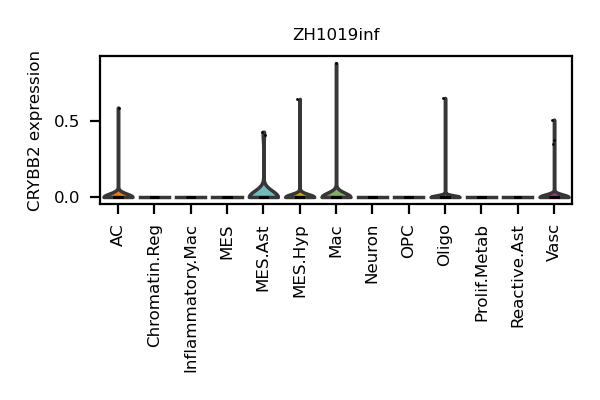 ZH1019inf
CRYBB2 expression
0.5
0.0
AC
Chromatin.Reg
Inflammatory.Mac
MES
MES.Ast
MES.Hyp
Mac
Neuron
OPC
Oligo
Prolif.Metab
Reactive.Ast
Vasc